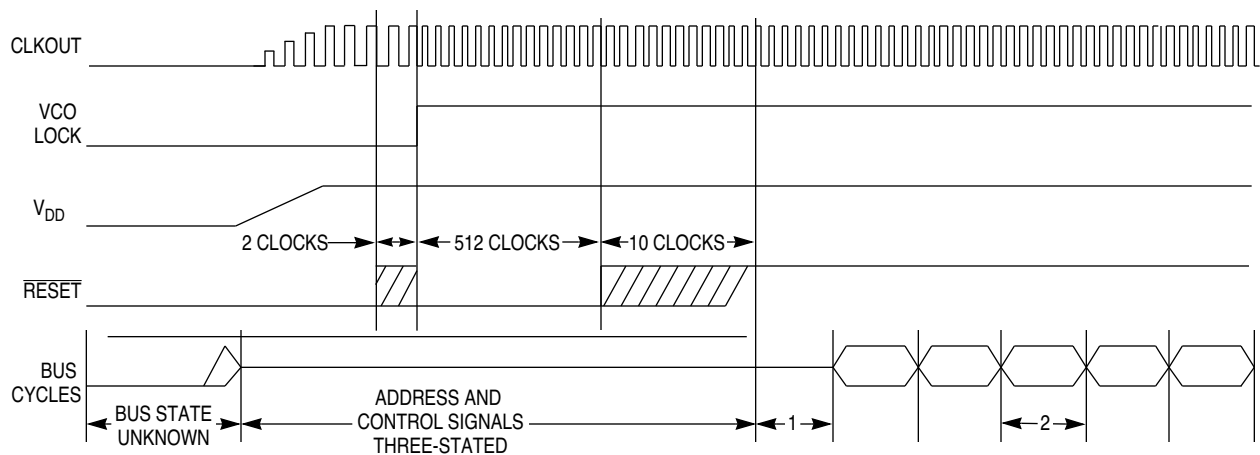 CLKOUT
VCO
LOCK
VDD
2 CLOCKS
512 CLOCKS
10 CLOCKS
RESET
BUS
CYCLES
BUS STATE
UNKNOWN
ADDRESS AND
CONTROL SIGNALS
THREE-STATED
1
2